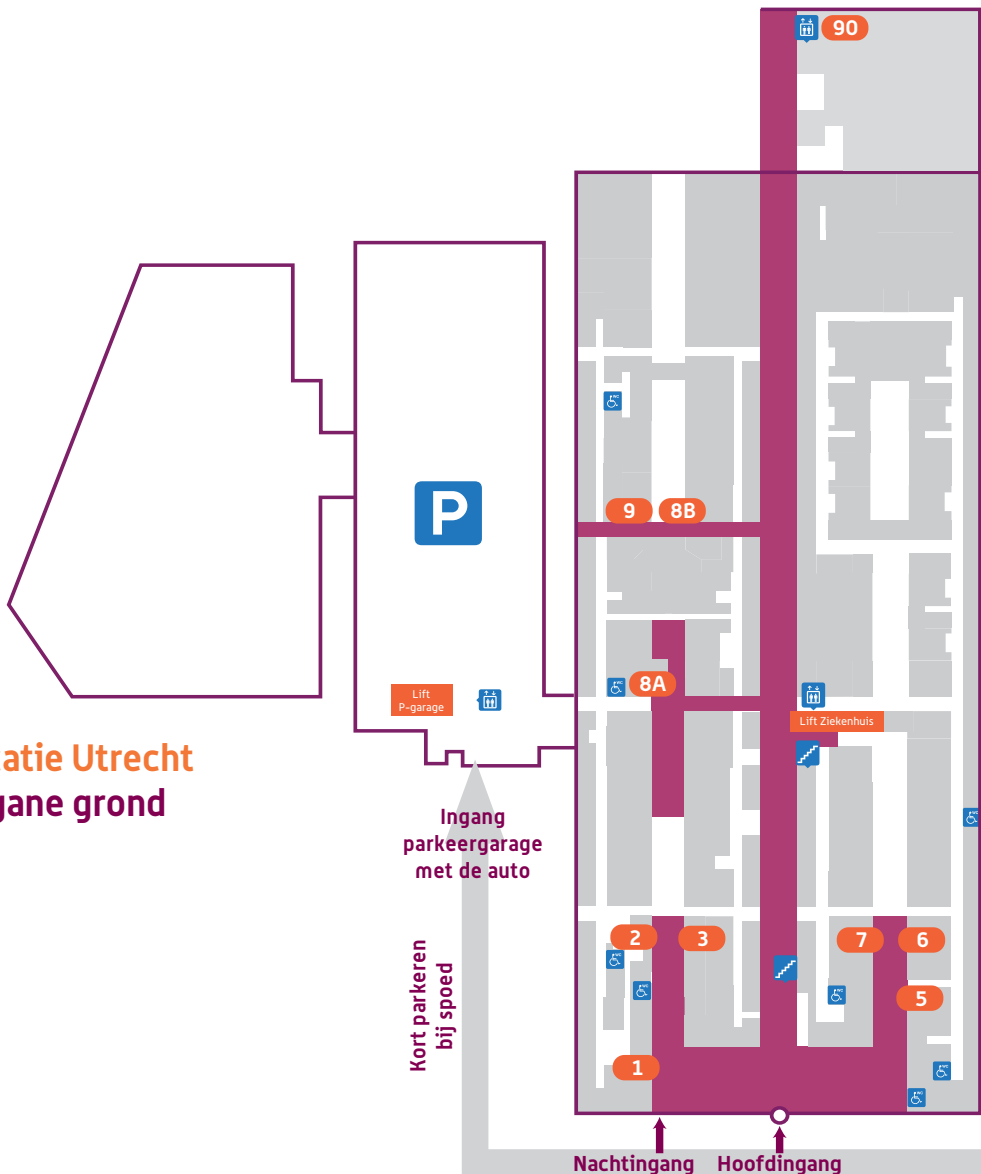 90
P
9
8B
8A
Lift
P-garage
Lift Ziekenhuis
atie Utrecht
gane grond
Ingang
parkeergarage
met de auto
Kort parkeren
bij spoed
2
3
7
6
5
1
Nachtingang
Hoofdingang